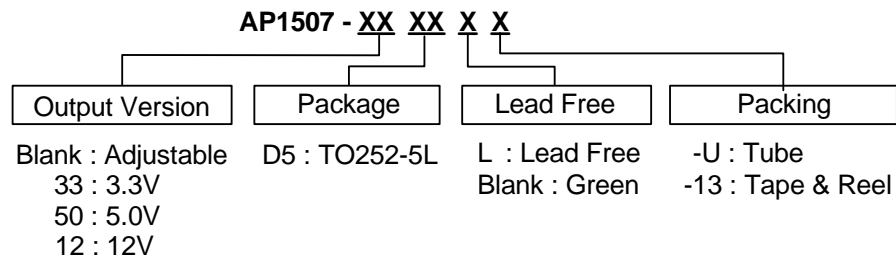 AP1507 - XX XX X X
Output Version
Package
Lead Free
Packing
Blank : Adjustable
33 : 3.3V
50 : 5.0V
12 : 12V
D5 : TO252-5L
L : Lead Free
Blank : Green
-U : Tube
-13 : Tape & Reel